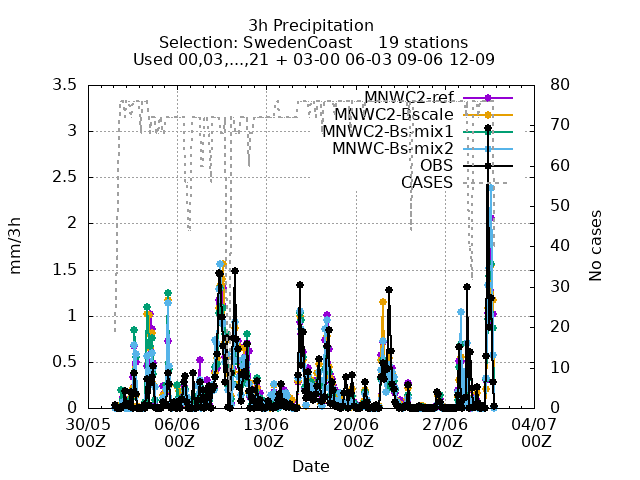 3h Precipitation
Selection: SwedenCoast 19 stations
Used 00,03,...,21 + 03-00 06-03 09-06 12-09
3.5
3
2.5
2
1.5
1
0.5
0
mm/3h
80
70
60
50
40
30
20
10
0
No cases
MNWC2-ref
MNWC2-Bscale
MNWC2-Bs-mix1
MNWC-Bs-mix2
OBS
CASES
30/05 00Z
06/06 00Z
13/06 00Z
20/06 00Z
27/06 00Z
04/07 00Z
Date